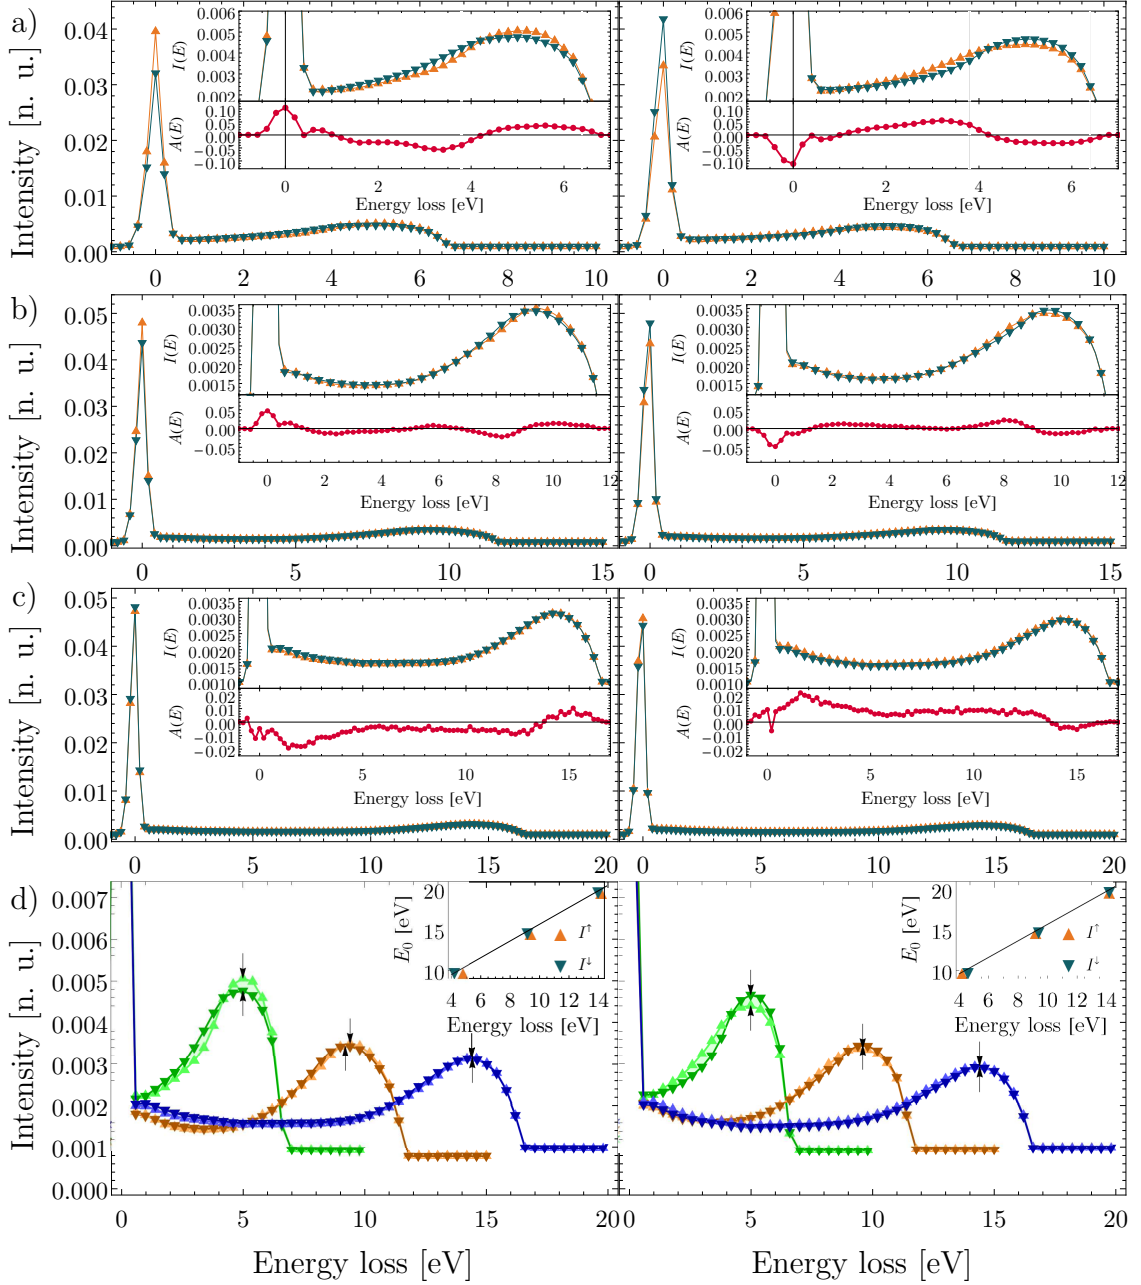 a)
Intensity [n. u.]
0.04
0.03
0.02
0.01
0.00
0 2 4 6 8 10
I(E)
0.006
0.005
0.004
0.003
0.002
A(E)
0.10
0.05
0.00
−0.05
−0.10
0 2 4 6
Energy loss [eV]
0 2 4 6 8 10
I(E)
0.006
0.005
0.004
0.003
0.002
A(E)
0.10
0.05
0.00
−0.05
−0.10
0 2 4 6
Energy loss [eV]
b)
Intensity [n. u.]
0.05
0.04
0.03
0.02
0.01
0.00
0 5 10 15
I(E)
0.0035
0.0030
0.0025
0.0020
0.0015
A(E)
0.05
0.00
−0.05
0 2 4 6 8 10 12
Energy loss [eV]
0 5 10 15
I(E)
0.0035
0.0030
0.0025
0.0020
0.0015
A(E)
0.05
0.00
−0.05
0 2 4 6 8 10 12
Energy loss [eV]
c)
Intensity [n. u.]
0.05
0.04
0.03
0.02
0.01
0.00
0 5 10 15 20
I(E)
0.0035
0.0030
0.0025
0.0020
0.0015
0.0010
A(E)
0.02
0.01
0.00
−0.01
−0.02
0 5 10 15
Energy loss [eV]
0 5 10 15 20
I(E)
0.0035
0.0030
0.0025
0.0020
0.0015
0.0010
A(E)
0.02
0.01
0.00
−0.01
−0.02
0 5 10 15
Energy loss [eV]
d)
Intensity [n. u.]
0.007
0.006
0.005
0.004
0.003
0.002
0.001
0.000
0 5 10 15 20
Energy loss [eV]
E₀ [eV]
20
15
10
I↑
I↓
4 6 8 10 12 14
Energy loss [eV]
0 5 10 15 20
Energy loss [eV]
E₀ [eV]
20
15
10
I↑
I↓
4 6 8 10 12 14
Energy loss [eV]